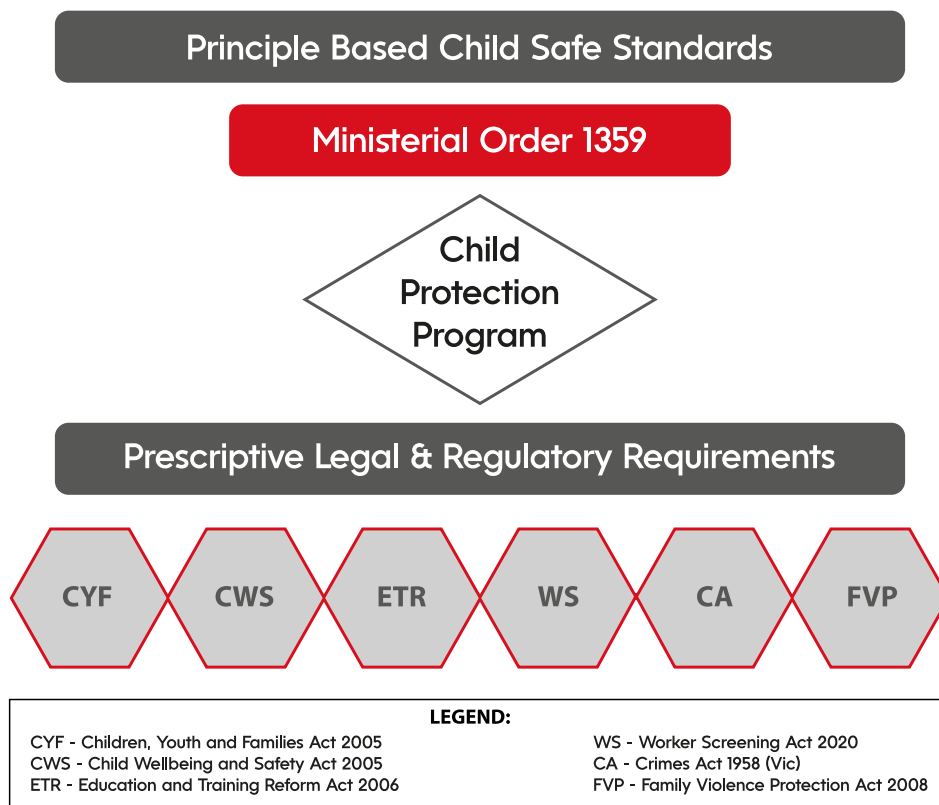 Principle Based Child Safe Standards
Ministerial Order 1359
Child
Protection
Program
Prescriptive Legal & Regulatory Requirements
CYF
CWS
ETR
WS
CA
FVP
LEGEND:
CYF - Children, Youth and Families Act 2005
CWS - Child Wellbeing and Safety Act 2005
ETR - Education and Training Reform Act 2006
WS - Worker Screening Act 2020
CA - Crimes Act 1958 (Vic)
FVP - Family Violence Protection Act 2008